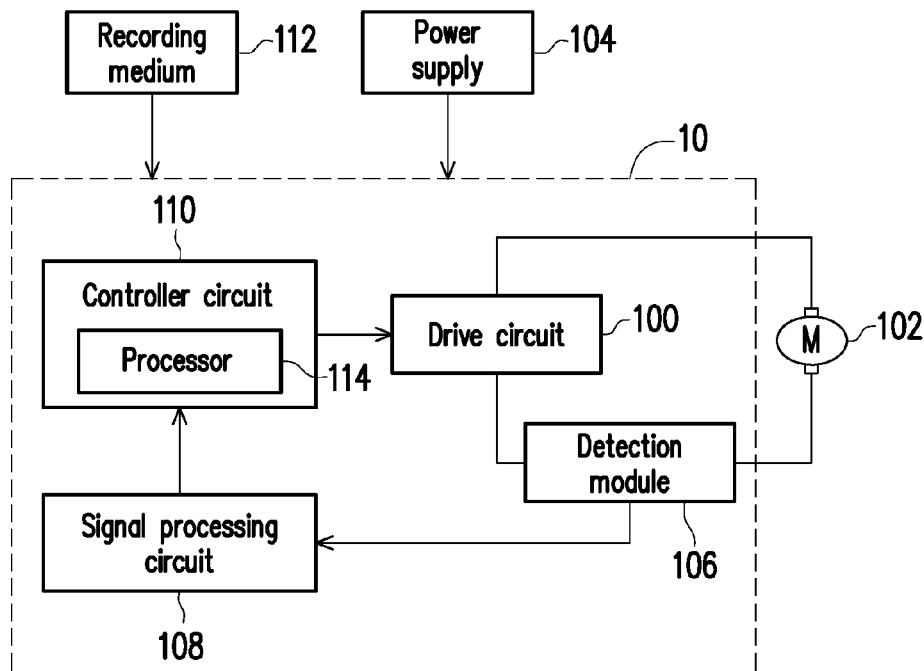 Recording
medium
112
Power
supply
104
10
110
Controller circuit
Processor
114
Drive circuit
100
M
102
Detection
module
106
Signal processing
circuit
108